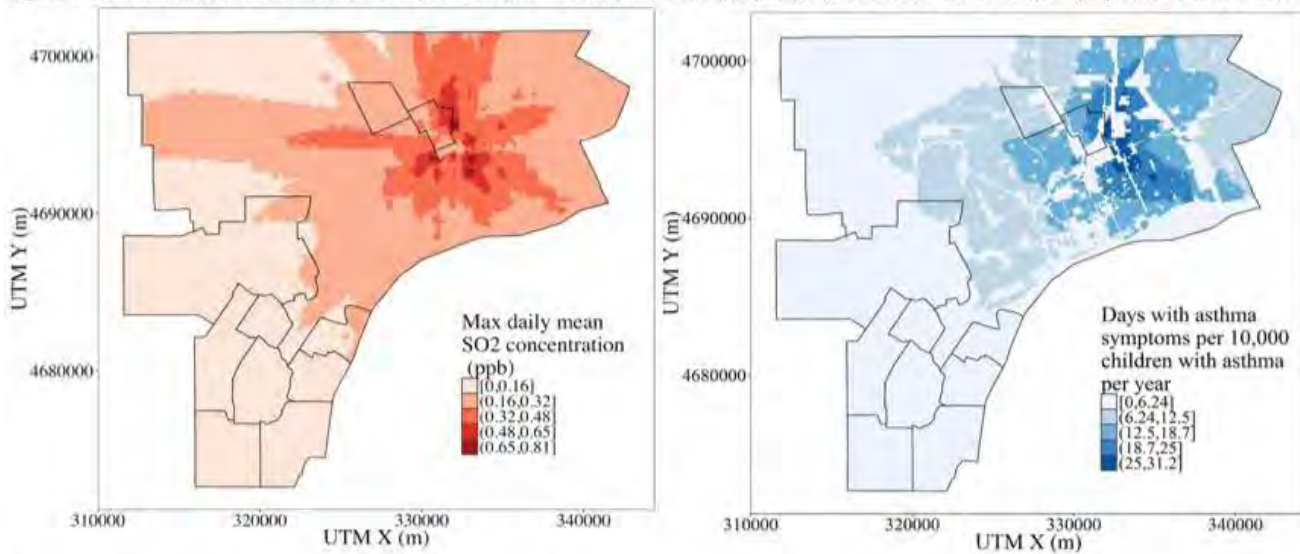 4700000
4690000
4680000
UTM Y (m)
310000 320000 330000 340000
UTM X (m)
Max daily mean
SO2 concentration
(ppb)
[0,0.16]
(0.16,0.32]
(0.32,0.48]
(0.48,0.65]
(0.65,0.81]
4700000
4690000
4680000
UTM Y (m)
310000 320000 330000 340000
UTM X (m)
Days with asthma
symptoms per 10,000
children with asthma
per year
[0,6.24]
(6.24,12.5]
(12.5,18.7]
(18.7,25]
(25,31.2]